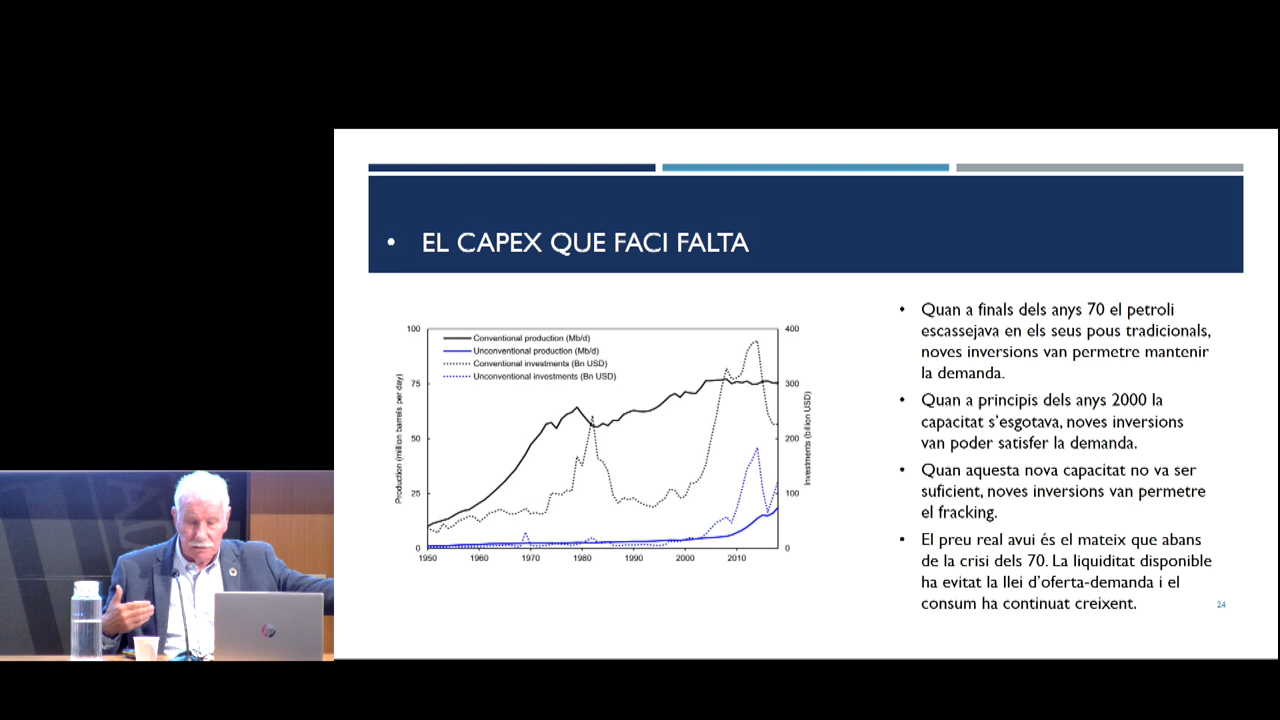 • EL CAPEX QUE FACI FALTA
Conventional production (Mb/d)
Unconventional production (Mb/d)
Conventional investments (Bn USD)
Unconventional investments (Bn USD)
Production (million barrels per day)
100
75
50
25
0
1950
1960
1970
1980
1990
2000
2010
400
300
200
100
0
Investments (billion USD)
• Quan a finals dels anys 70 el petroli
escassejava en els seus pous tradicionals,
noves inversions van permetre mantenir
la demanda.
• Quan a principis dels anys 2000 la
capacitat s'esgotava, noves inversions
van poder satisfer la demanda.
• Quan aquesta nova capacitat no va ser
suficient, noves inversions van permetre
el fracking.
• El preu real avui és el mateix que abans
de la crisi dels 70. La liquiditat disponible
ha evitat la llei d'oferta-demanda i el
consum ha continuat creixent.
24
hp